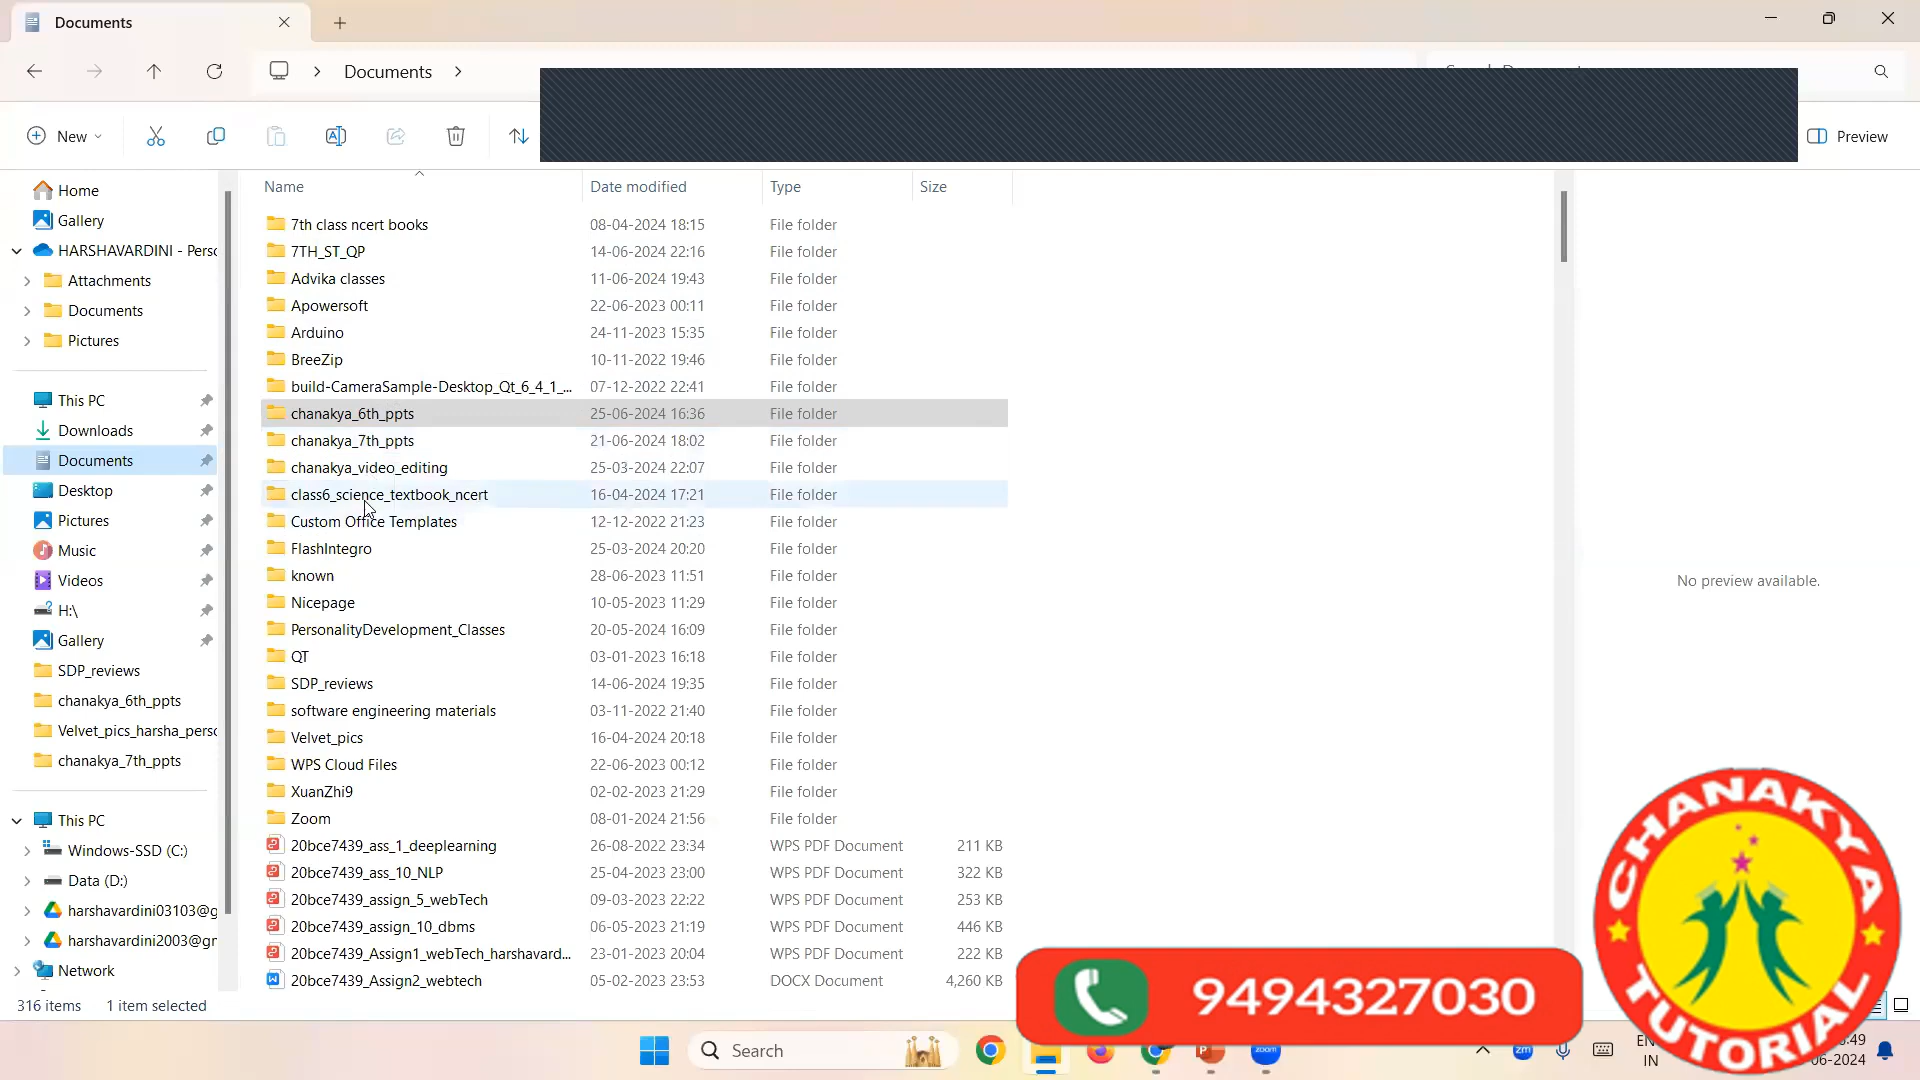 Documents
Documents
New
Preview
Home
Gallery
HARSHAVARDINI - Perso
Attachments
Documents
Pictures
This PC
Downloads
Documents
Desktop
Pictures
Music
Videos
H:\
Gallery
SDP_reviews
chanakya_6th_ppts
Velvet_pics_harsha_perso
chanakya_7th_ppts
This PC
Windows-SSD (C:)
Data (D:)
harshavardini03103@g
harshavardini2003@gr
Network
Name Date modified Type Size
7th class ncert books 08-04-2024 18:15 File folder
7TH_ST_QP 14-06-2024 22:16 File folder
Advika classes 11-06-2024 19:43 File folder
Apowersoft 22-06-2023 00:11 File folder
Arduino 24-11-2023 15:35 File folder
BreeZip 10-11-2022 19:46 File folder
build-CameraSample-Desktop_Qt_6_4_1_... 07-12-2022 22:41 File folder
chanakya_6th_ppts 25-06-2024 16:36 File folder
chanakya_7th_ppts 21-06-2024 18:02 File folder
chanakya_video_editing 25-03-2024 22:07 File folder
class6_science_textbook_ncert 16-04-2024 17:21 File folder
Custom Office Templates 12-12-2022 21:23 File folder
FlashIntegro 25-03-2024 20:20 File folder
known 28-06-2023 11:51 File folder
Nicepage 10-05-2023 11:29 File folder
PersonalityDevelopment_Classes 20-05-2024 16:09 File folder
QT 03-01-2023 16:18 File folder
SDP_reviews 14-06-2024 19:35 File folder
software engineering materials 03-11-2022 21:40 File folder
Velvet_pics 16-04-2024 20:18 File folder
WPS Cloud Files 22-06-2023 00:12 File folder
XuanZhi9 02-02-2023 21:29 File folder
Zoom 08-01-2024 21:56 File folder
20bce7439_ass_1_deeplearning 26-08-2022 23:34 WPS PDF Document 211 KB
20bce7439_ass_10_NLP 25-04-2023 23:00 WPS PDF Document 322 KB
20bce7439_assign_5_webTech 09-03-2023 22:22 WPS PDF Document 253 KB
20bce7439_assign_10_dbms 06-05-2023 21:19 WPS PDF Document 446 KB
20bce7439_Assign1_webTech_harshavard... 23-01-2023 20:04 WPS PDF Document 222 KB
20bce7439_Assign2_webtech 05-02-2023 23:53 DOCX Document 4,260 KB
No preview available.
316 items 1 item selected
9494327030
CHANAKYA
TUTORIAL
Search
zoom
zm
IN